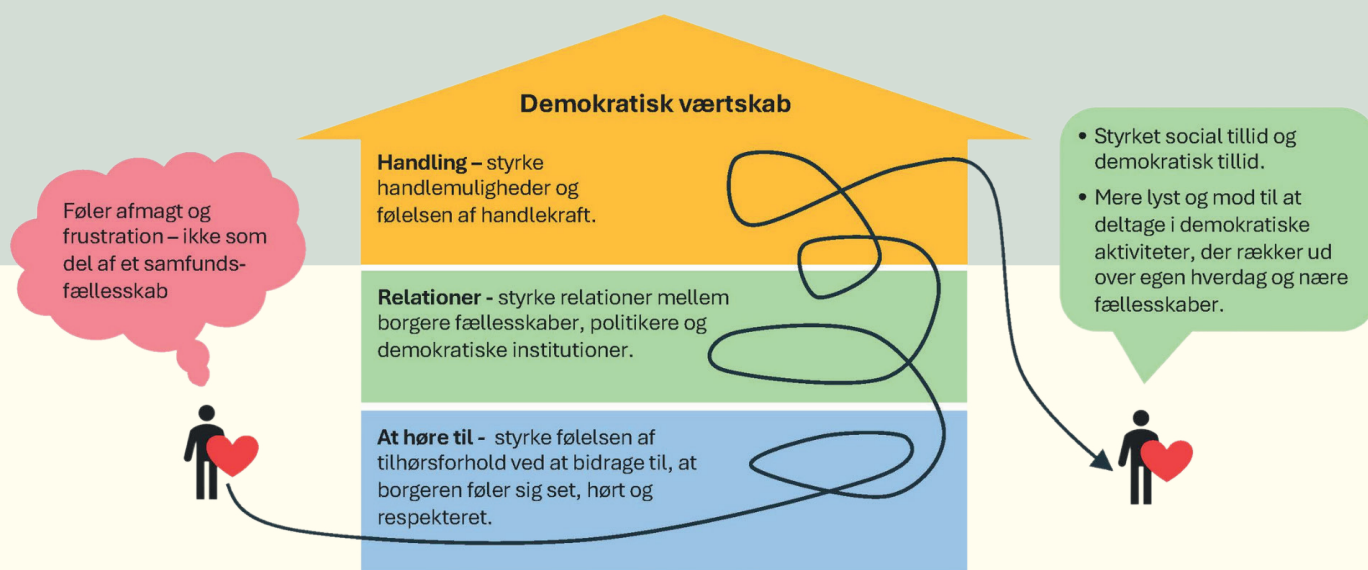 Demokratisk værtskab
Føler afmagt og
frustration – ikke som
del af et samfunds-
fællesskab
Handling – styrke
handlemuligheder og
følelsen af handlekraft.
Relationer - styrke relationer mellem
borgere fællesskaber, politikere og
demokratiske institutioner.
At høre til - styrke følelsen af
tilhørsforhold ved at bidrage til, at
borgeren føler sig set, hørt og
respekteret.
• Styrket social tillid og
demokratisk tillid.
• Mere lyst og mod til at
deltage i demokratiske
aktiviteter, der rækker ud
over egen hverdag og nære
fællesskaber.